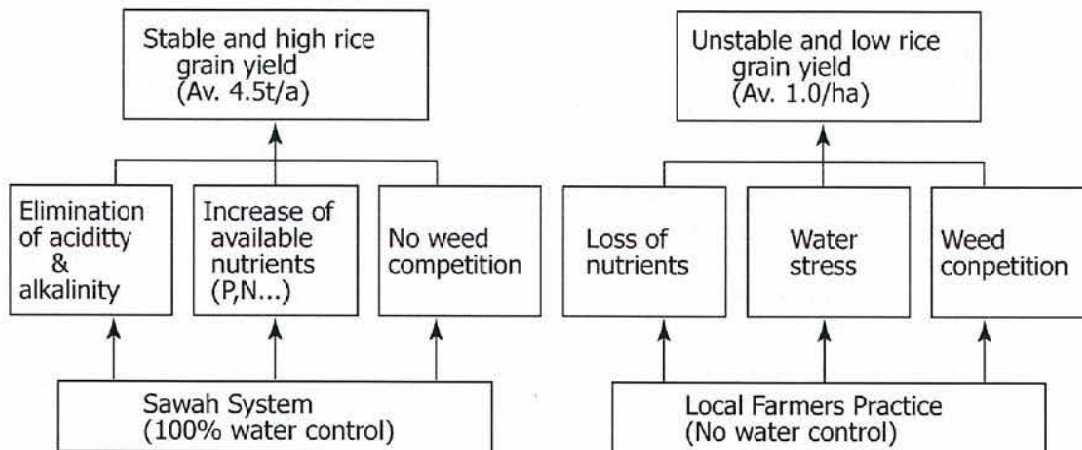 Stable and high rice
grain yield
(Av. 4.5t/a)
Unstable and low rice
grain yield
(Av. 1.0/ha)
Elimination
of aciditty
&
alkalinity
Increase of
available
nutrients
(P,N...)
No weed
competition
Loss of
nutrients
Water
stress
Weed
conpetition
Sawah System
(100% water control)
Local Farmers Practice
(No water control)